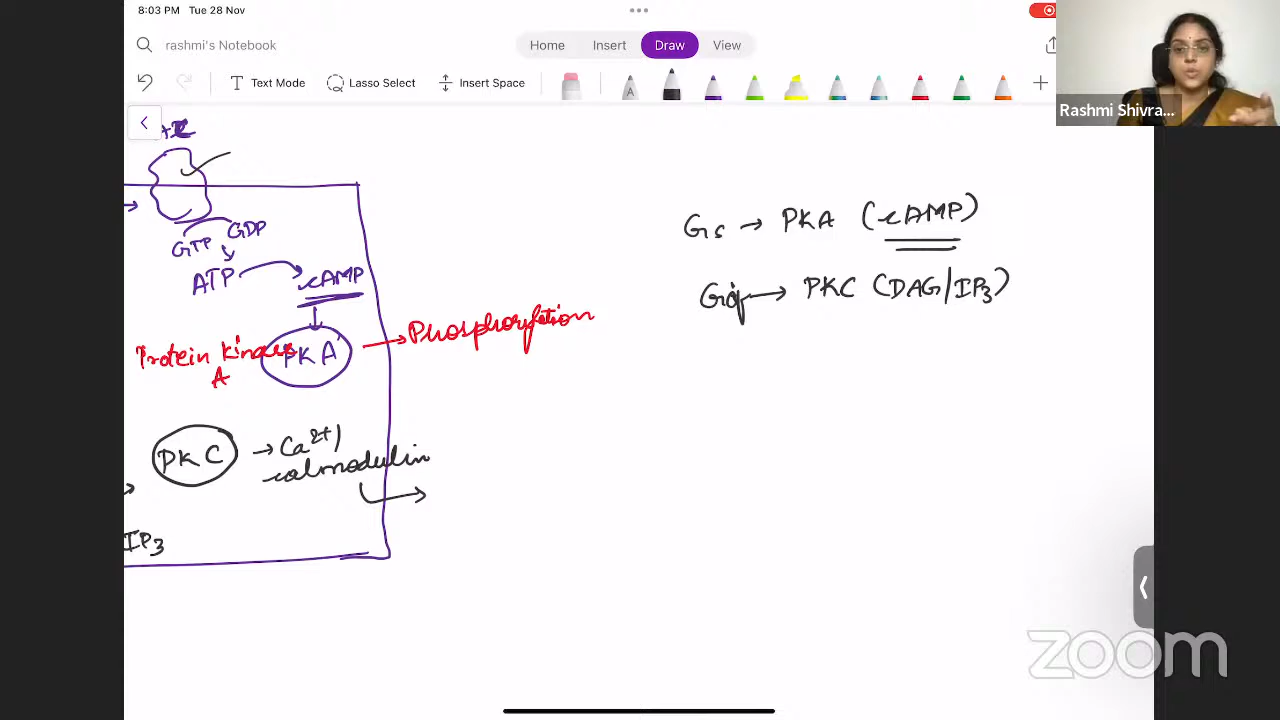 8:03 PM Tue 28 Nov
rashmi's Notebook
Home Insert Draw View
Text Mode Lasso Select Insert Space
A
Rashmi Shivra...
GTP GDP
ATP cAMP
PKA
Protein kinase
A
Phosphorylation
PKC → Ca2+/
calmodulin
IP3
Gs → PKA (cAMP)
Gq → PKC (DAG/IP3)
zoom